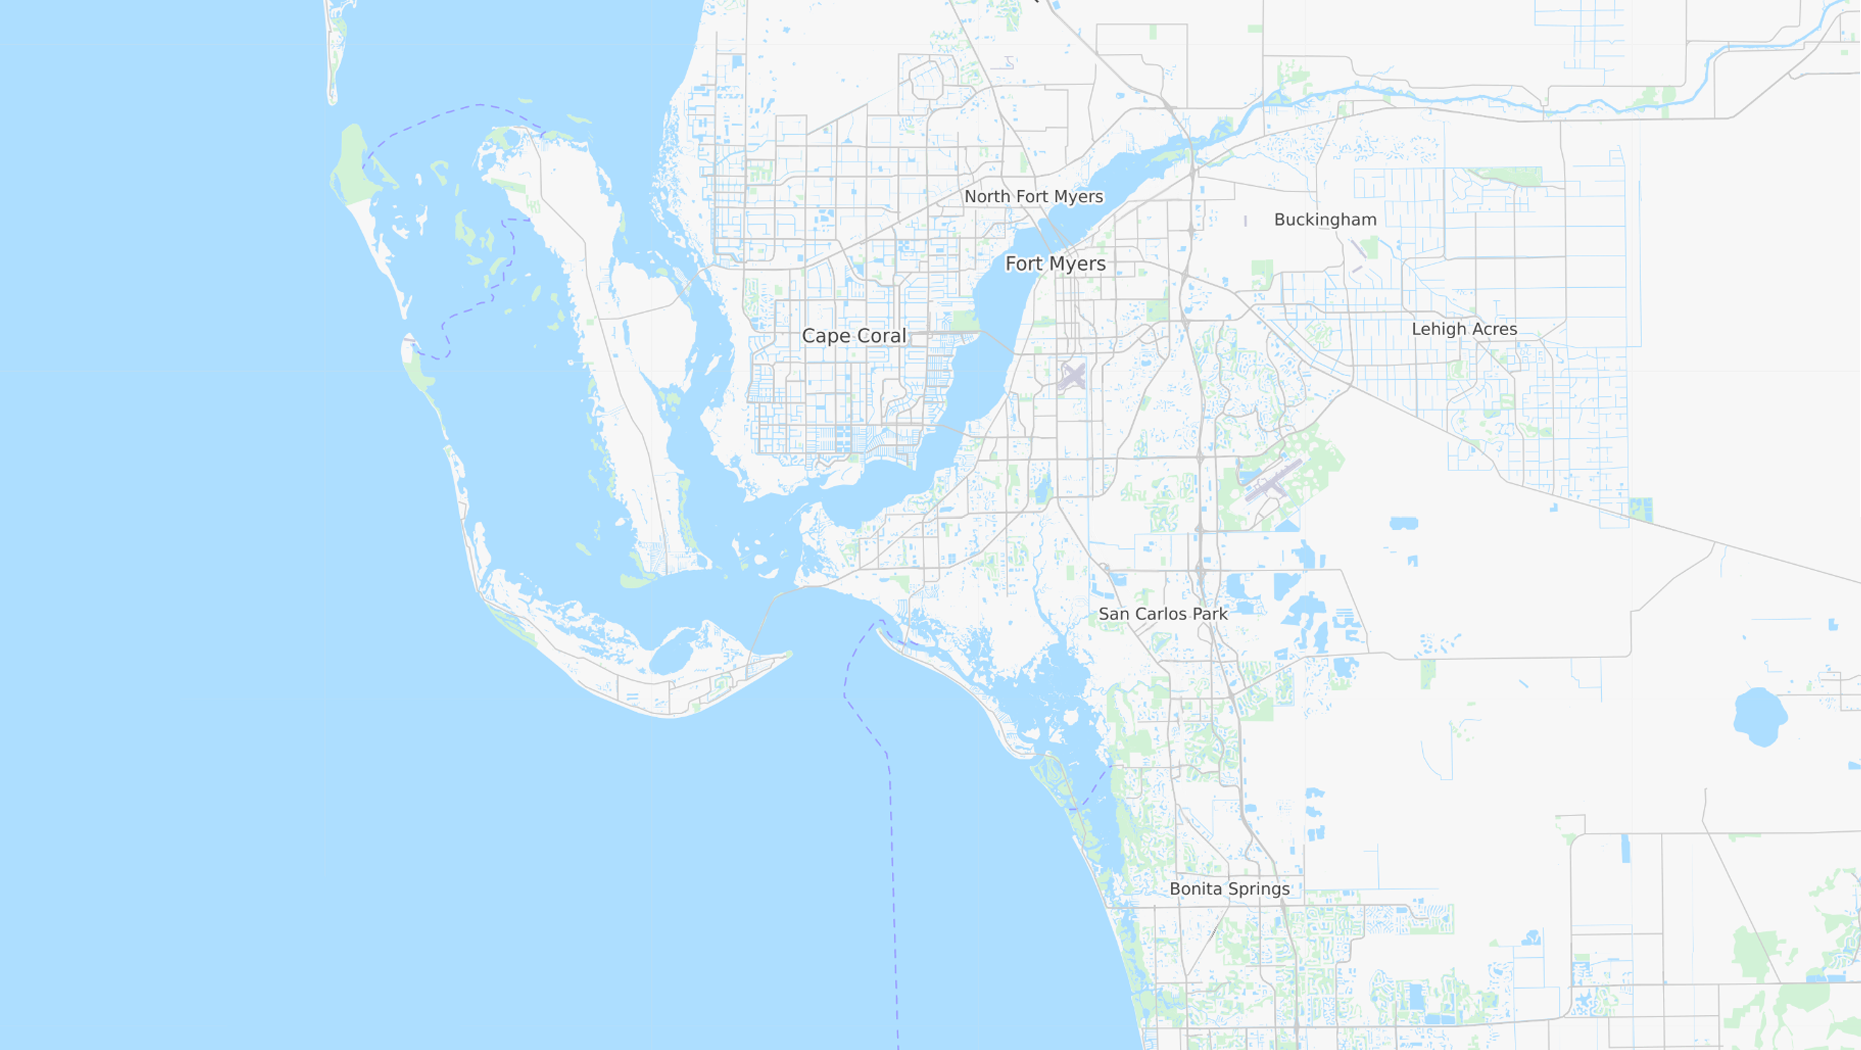 North Fort Myers
Buckingham
Fort Myers
Lehigh Acres
Cape Coral
San Carlos Park
Bonita Springs